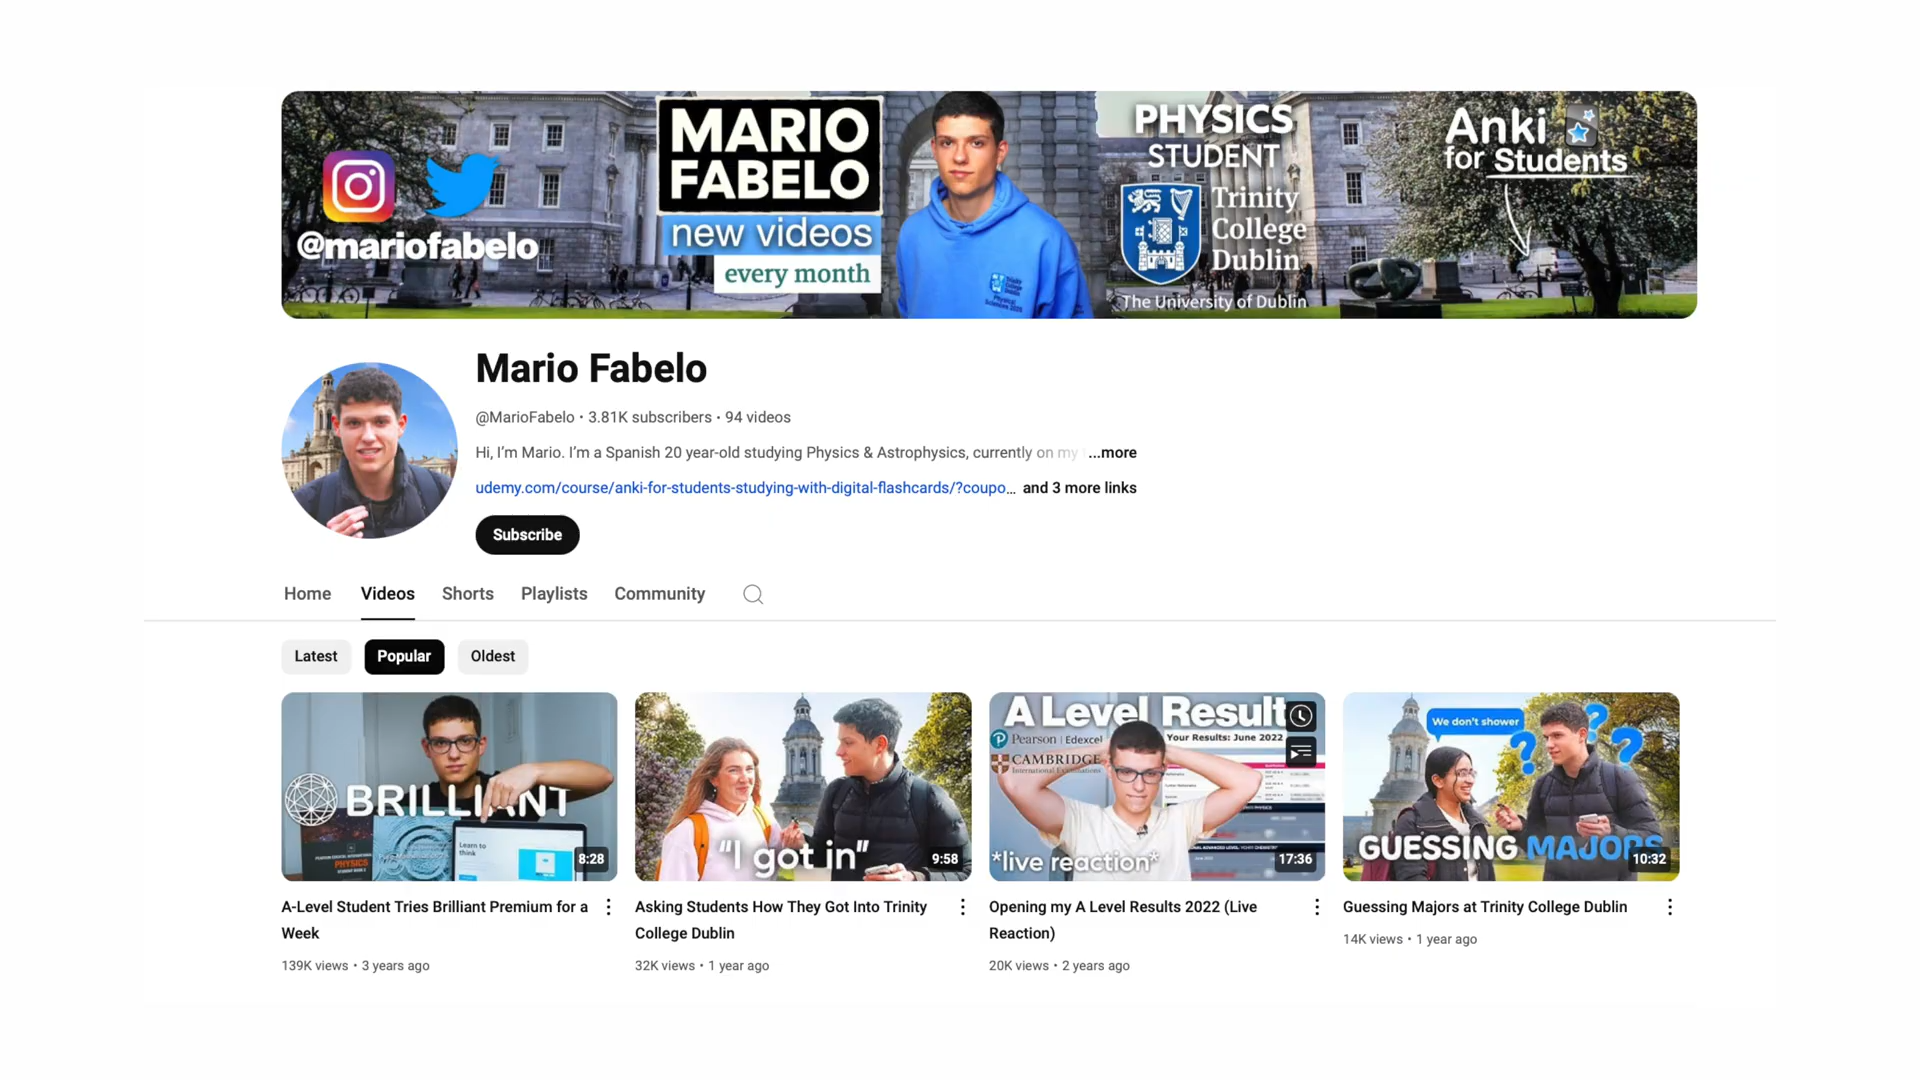 @mariofabelo
MARIO
FABELO
new videos
every month
PHYSICS
STUDENT
Trinity
College
Dublin
The University of Dublin
Anki
for Students
Mario Fabelo
@MarioFabelo • 3.81K subscribers • 94 videos
Hi, I'm Mario. I'm a Spanish 20 year-old studying Physics & Astrophysics, currently on my ...more
udemy.com/course/anki-for-students-studying-with-digital-flashcards/?coupo... and 3 more links
Subscribe
Home Videos Shorts Playlists Community
Latest Popular Oldest
BRILLIANT
Learn to
think
PHYSICS
8:28
A-Level Student Tries Brilliant Premium for a
Week
139K views • 3 years ago
"I got in"
9:58
Asking Students How They Got Into Trinity
College Dublin
32K views • 1 year ago
A Level Result
Pearson | Edexcel
Your Results: June 2022
CAMBRIDGE
International Examinations
*live reaction*
17:36
Opening my A Level Results 2022 (Live
Reaction)
20K views • 2 years ago
We don't shower
GUESSING MAJORS
10:32
Guessing Majors at Trinity College Dublin
14K views • 1 year ago